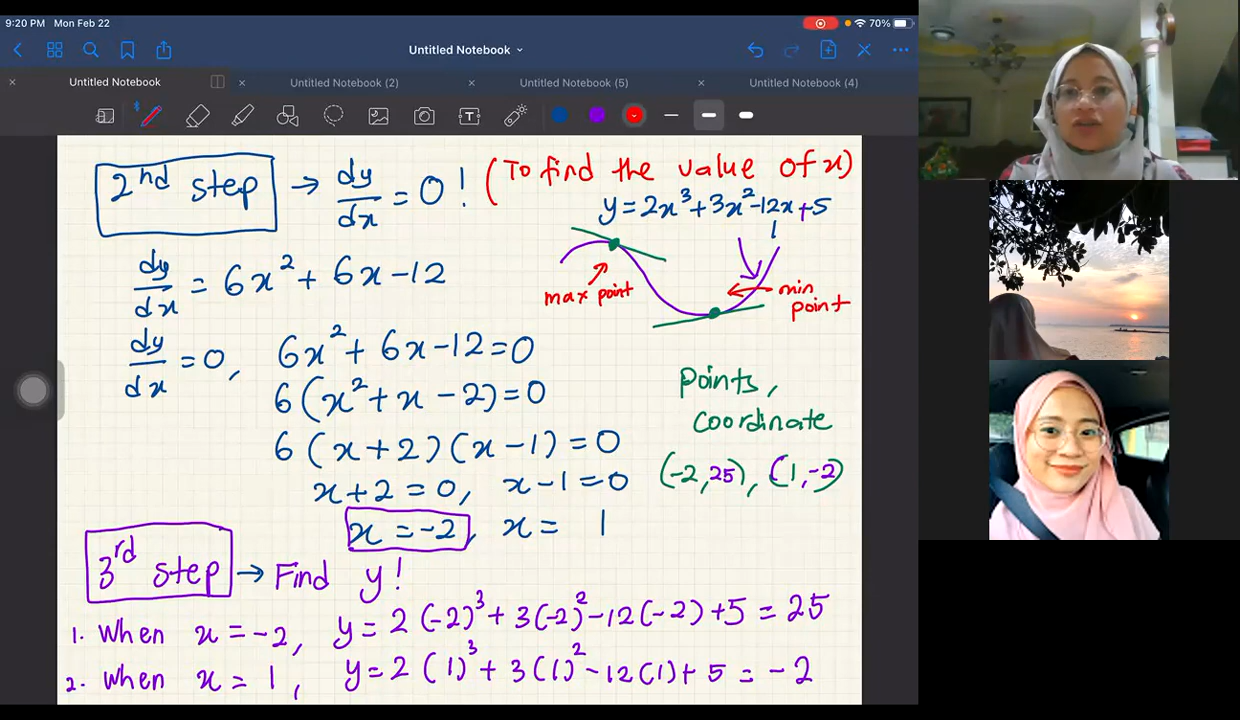 9:20 PM Mon Feb 22
70%
Untitled Notebook
Untitled Notebook
Untitled Notebook (2)
Untitled Notebook (5)
Untitled Notebook (4)
2nd step → dy/dx = 0! (To find the value of x)
y = 2x³ + 3x² - 12x + 5
dy/dx = 6x² + 6x - 12
max point
min point
dy/dx = 0, 6x² + 6x - 12 = 0
6(x² + x - 2) = 0
6(x + 2)(x - 1) = 0
x + 2 = 0, x - 1 = 0
x = -2, x = 1
points,
coordinate
(-2, 25), (1, -2)
3rd step → Find y!
1. When x = -2, y = 2(-2)³ + 3(-2)² - 12(-2) + 5 = 25
2. When x = 1, y = 2(1)³ + 3(1)² - 12(1) + 5 = -2